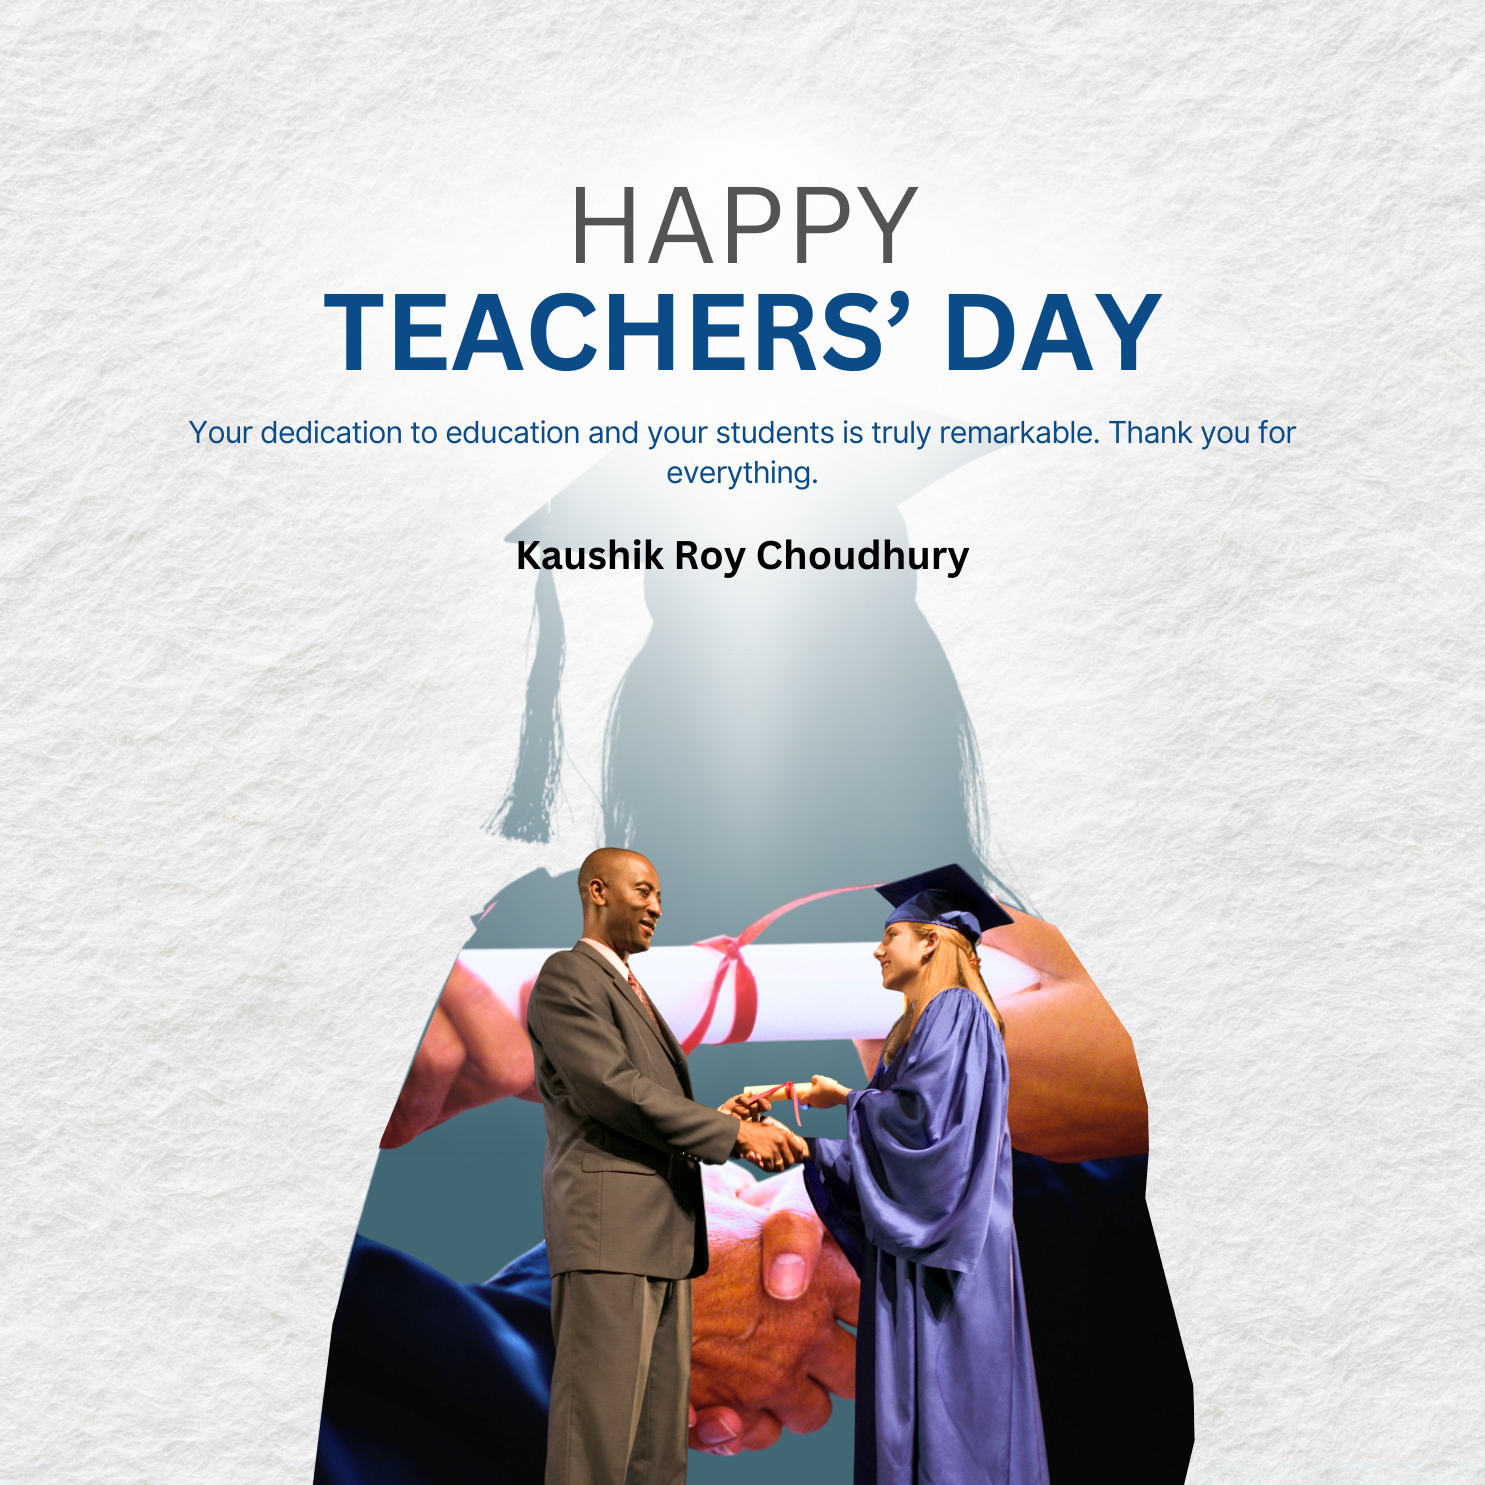 HAPPY
TEACHERS’ DAY
Your dedication to education and your students is truly remarkable. Thank you for
everything.
Kaushik Roy Choudhury